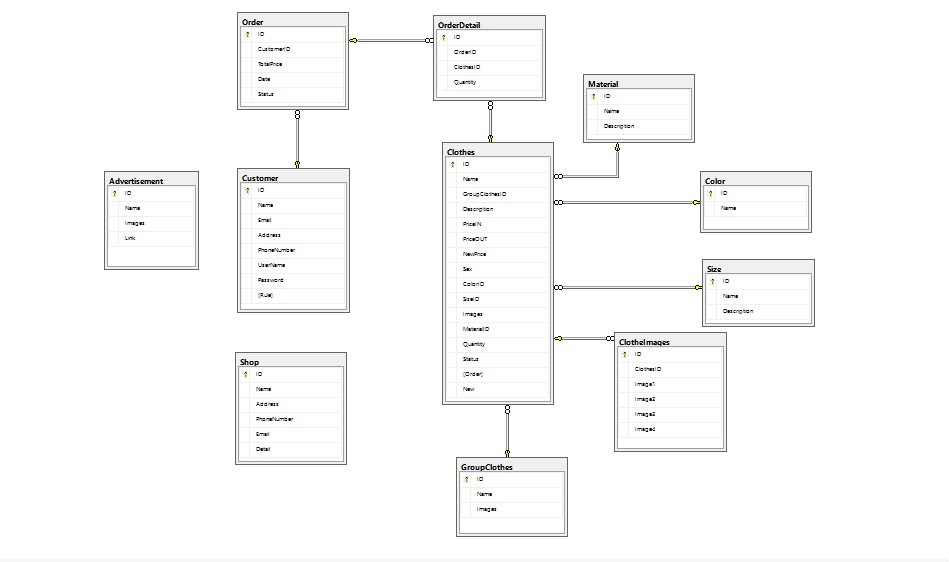 Order
ID
CustomerID
TotalPrice
Date
Status
OrderDetail
ID
OrderID
ClothesID
Quantity
Material
ID
Name
Description
Clothes
ID
Name
GroupClothesID
Description
PriceIN
PriceOUT
NewPrice
Sex
ColorID
SizeID
Images
MaterialID
Quantity
Status
[Order]
New
Advertisement
ID
Name
Images
Link
Customer
ID
Name
Email
Address
PhoneNumber
UserName
Password
[Rule]
Color
ID
Name
Size
ID
Name
Description
ClotheImages
ID
ClothesID
Image1
Image2
Image3
Image4
Shop
ID
Name
Address
PhoneNumber
Email
Detail
GroupClothes
ID
Name
Images